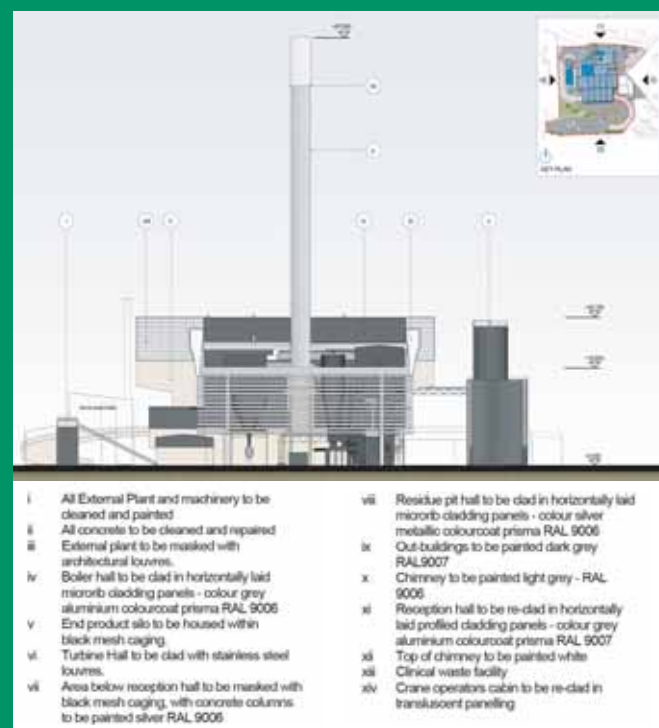 KEY PLAN
i All External Plant and machinery to be
cleaned and painted
ii All concrete to be cleaned and repaired
iii External plant to be masked with
architectural louvres.
iv Boiler hall to be clad in horizontally laid
microrib cladding panels - colour grey
aluminium colourcoat prisma RAL 9006
v End product silo to be housed within
black mesh caging.
vi Turbine Hall to be clad with stainless steel
louvres.
vii Area below reception hall to be masked with
black mesh caging, with concrete columns
to be painted silver RAL 9006
viii Residue pit hall to be clad in horizontally laid
microrib cladding panels - colour silver
metallic colourcoat prisma RAL 9006
ix Out-buildings to be painted dark grey
RAL9007
x Chimney to be painted light grey - RAL
9006
xi Reception hall to be re-clad in horizontally
laid profiled cladding panels - colour grey
aluminium colourcoat prisma RAL 9007
xii Top of chimney to be painted white
xiii Clinical waste facility
xiv Crane operators cabin to be re-clad in
transluscent panelling